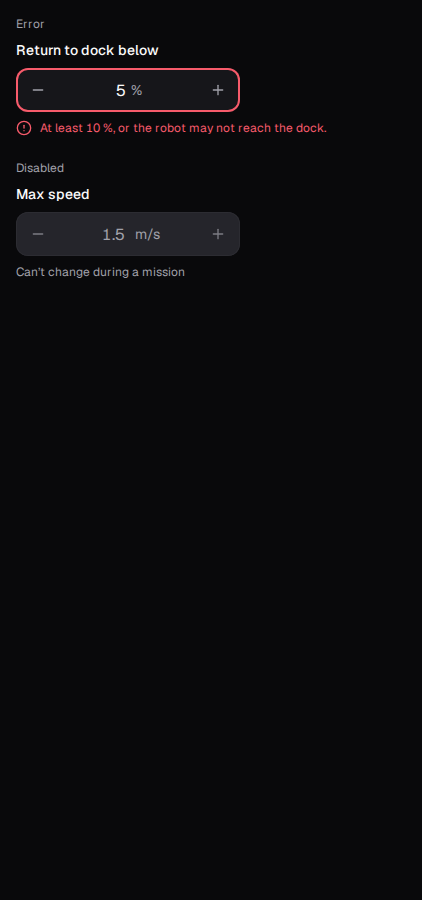 Error
Return to dock below
− 5 % +
At least 10 %, or the robot may not reach the dock.
Disabled
Max speed
− 1.5 m/s +
Can't change during a mission